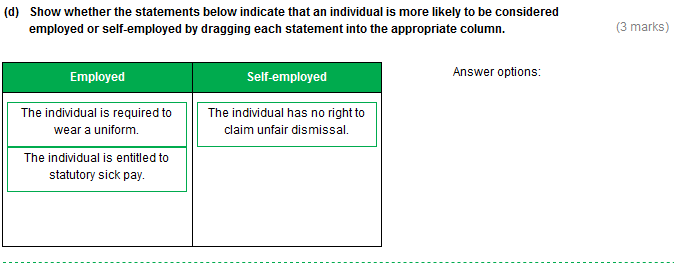 (d) Show whether the statements below indicate that an individual is more likely to be considered
employed or self-employed by dragging each statement into the appropriate column.
(3 marks)
Employed
Self-employed
Answer options:
The individual is required to
wear a uniform.
The individual has no right to
claim unfair dismissal.
The individual is entitled to
statutory sick pay.